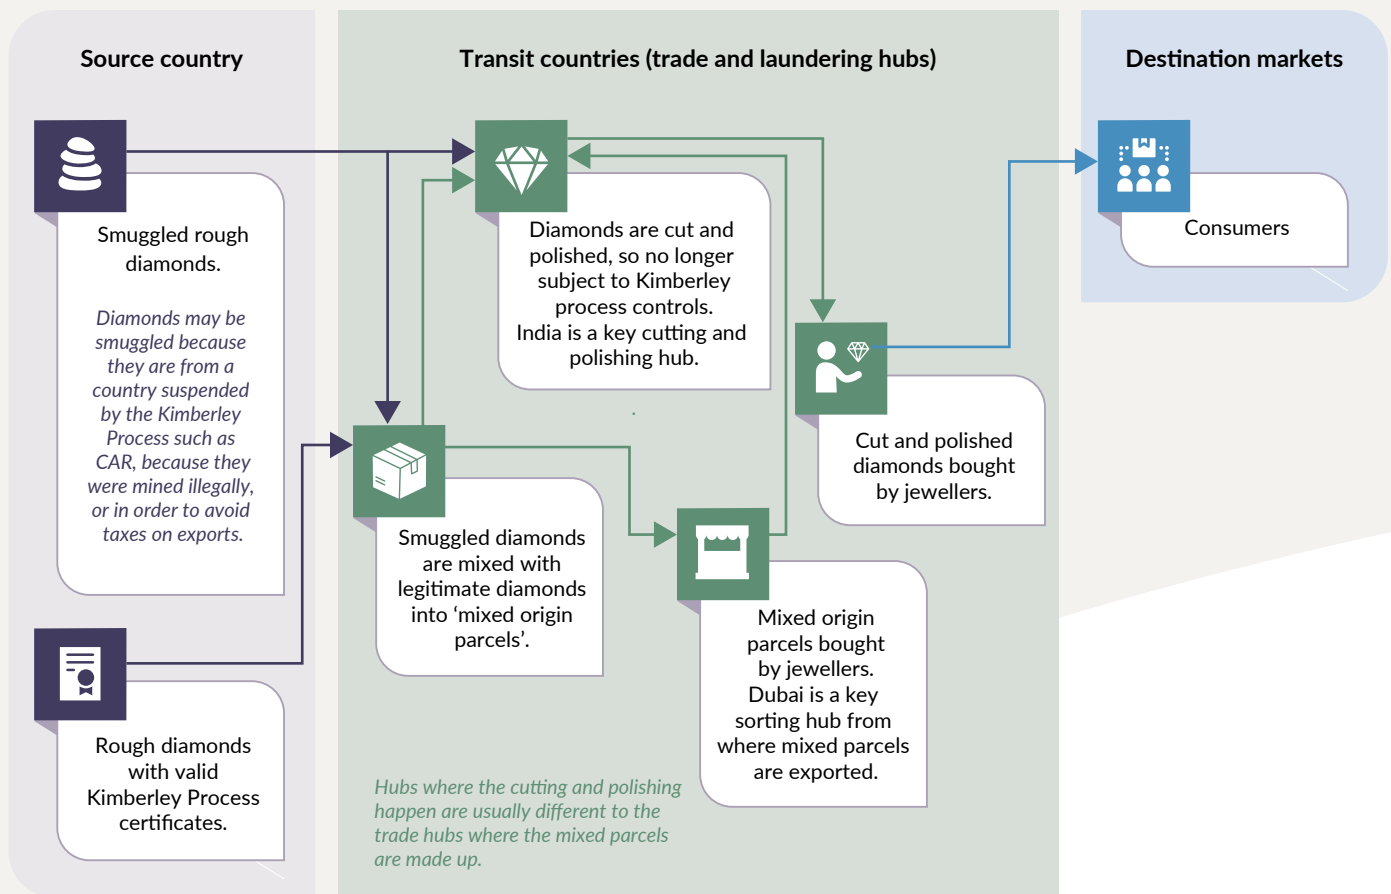 Source country
Smuggled rough
diamonds.
Diamonds may be
smuggled because
they are from a
country suspended
by the Kimberley
Process such as
CAR, because they
were mined illegally,
or in order to avoid
taxes on exports.
Rough diamonds
with valid
Kimberley Process
certificates.
Transit countries (trade and laundering hubs)
Diamonds are cut and
polished, so no longer
subject to Kimberley
process controls.
India is a key cutting and
polishing hub.
Smuggled diamonds
are mixed with
legitimate diamonds
into ‘mixed origin
parcels’.
Mixed origin
parcels bought
by jewellers.
Dubai is a key
sorting hub from
where mixed parcels
are exported.
Cut and polished
diamonds bought
by jewellers.
Hubs where the cutting and polishing
happen are usually different to the
trade hubs where the mixed parcels
are made up.
Destination markets
Consumers